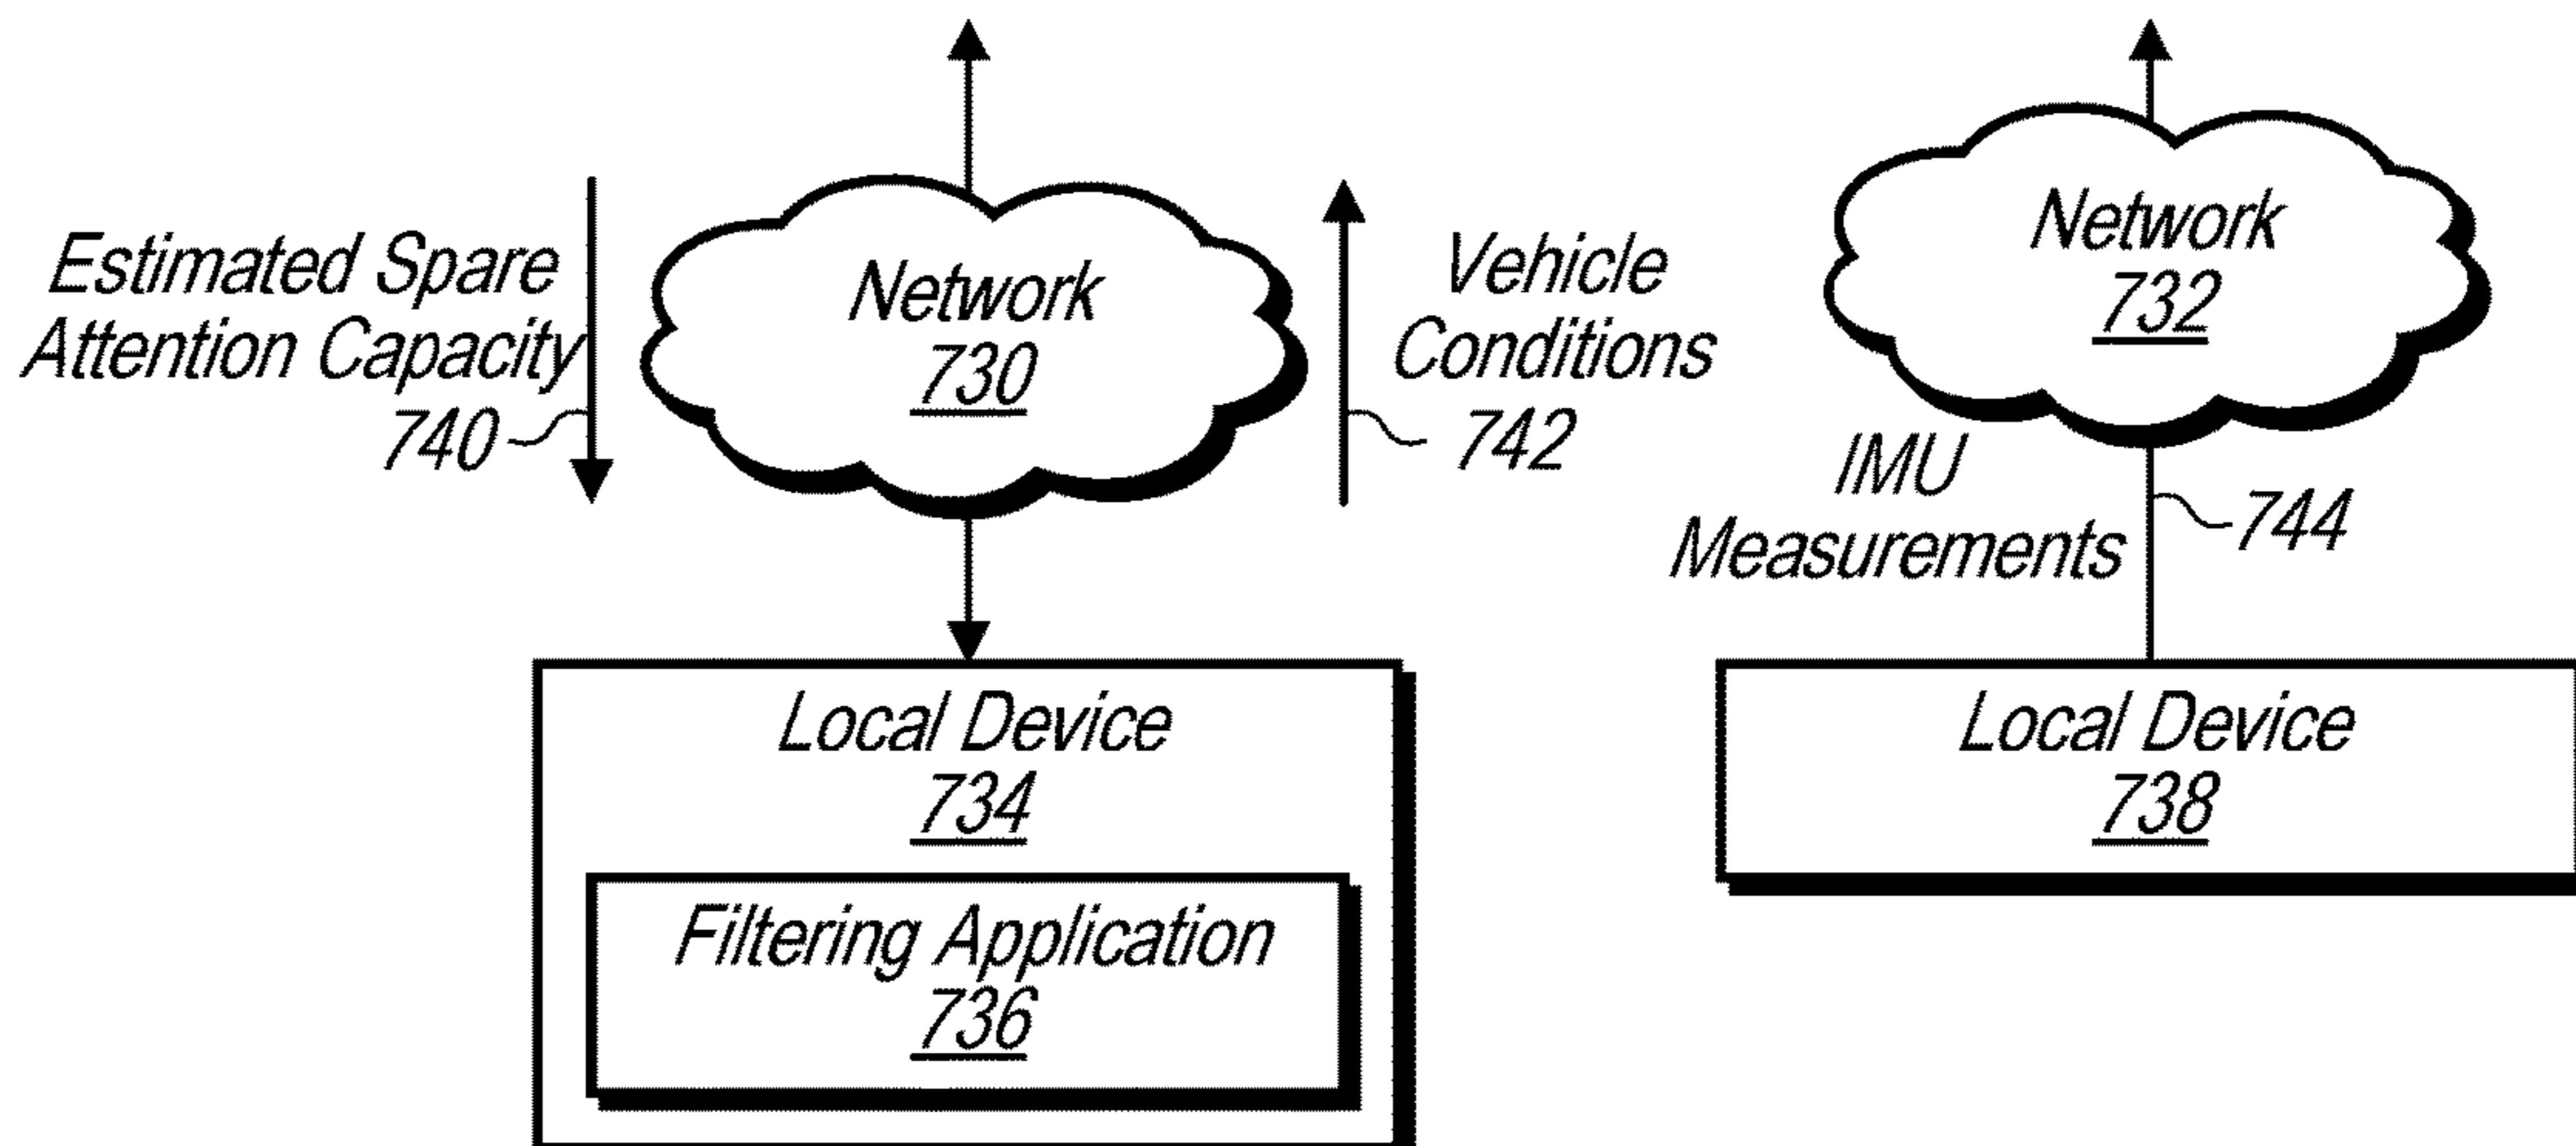 Estimated Spare
Attention Capacity
740
Network
730
Vehicle
Conditions
742
Network
732
IMU
Measurements
744
Local Device
734
Filtering Application
736
Local Device
738